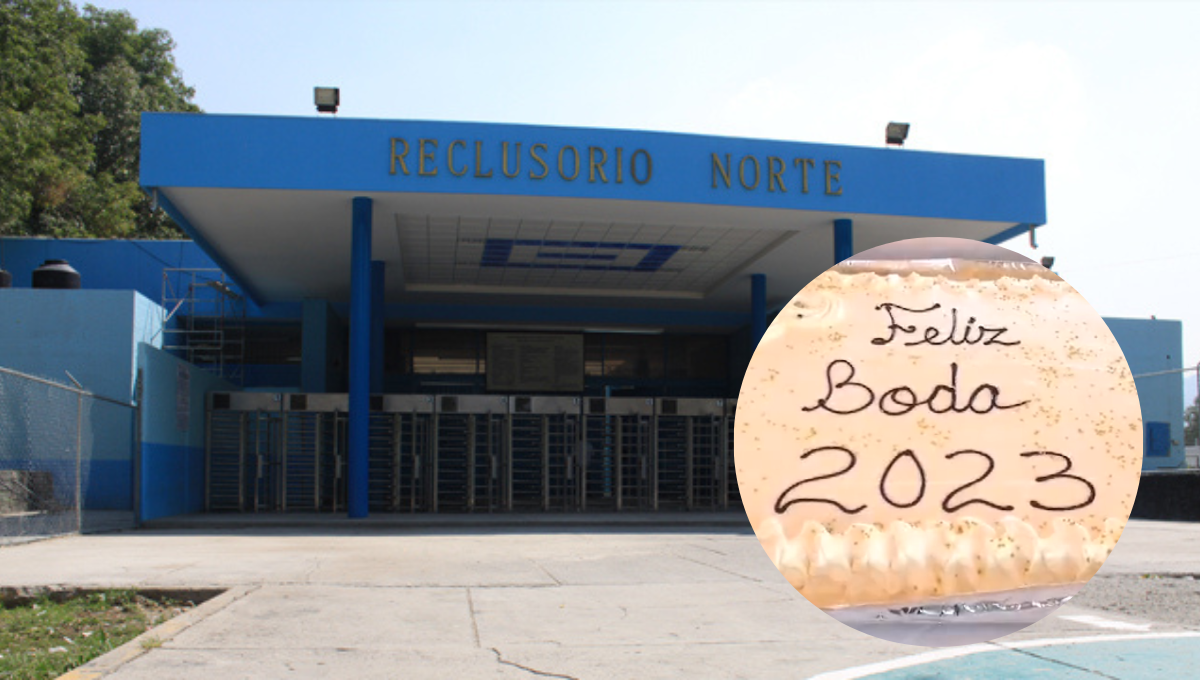 RECLUSORIO NORTE
Feliz
Boda
2023